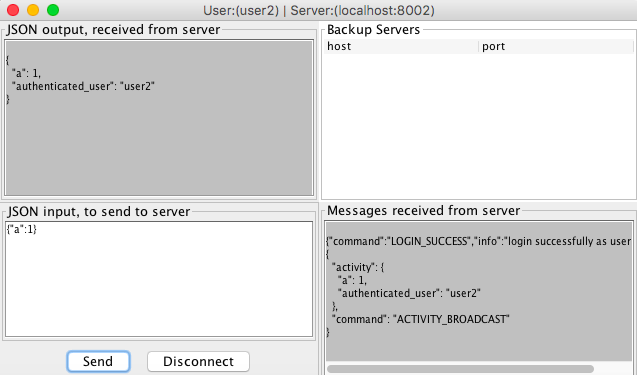 User:(user2) | Server:(localhost:8002)
JSON output, received from server
{
"a": 1,
"authenticated_user": "user2"
}
Backup Servers
host port
JSON input, to send to server
{"a":1}
Send Disconnect
Messages received from server
{"command":"LOGIN_SUCCESS","info":"login successfully as user
{
"activity": {
"a": 1,
"authenticated_user": "user2"
},
"command": "ACTIVITY_BROADCAST"
}